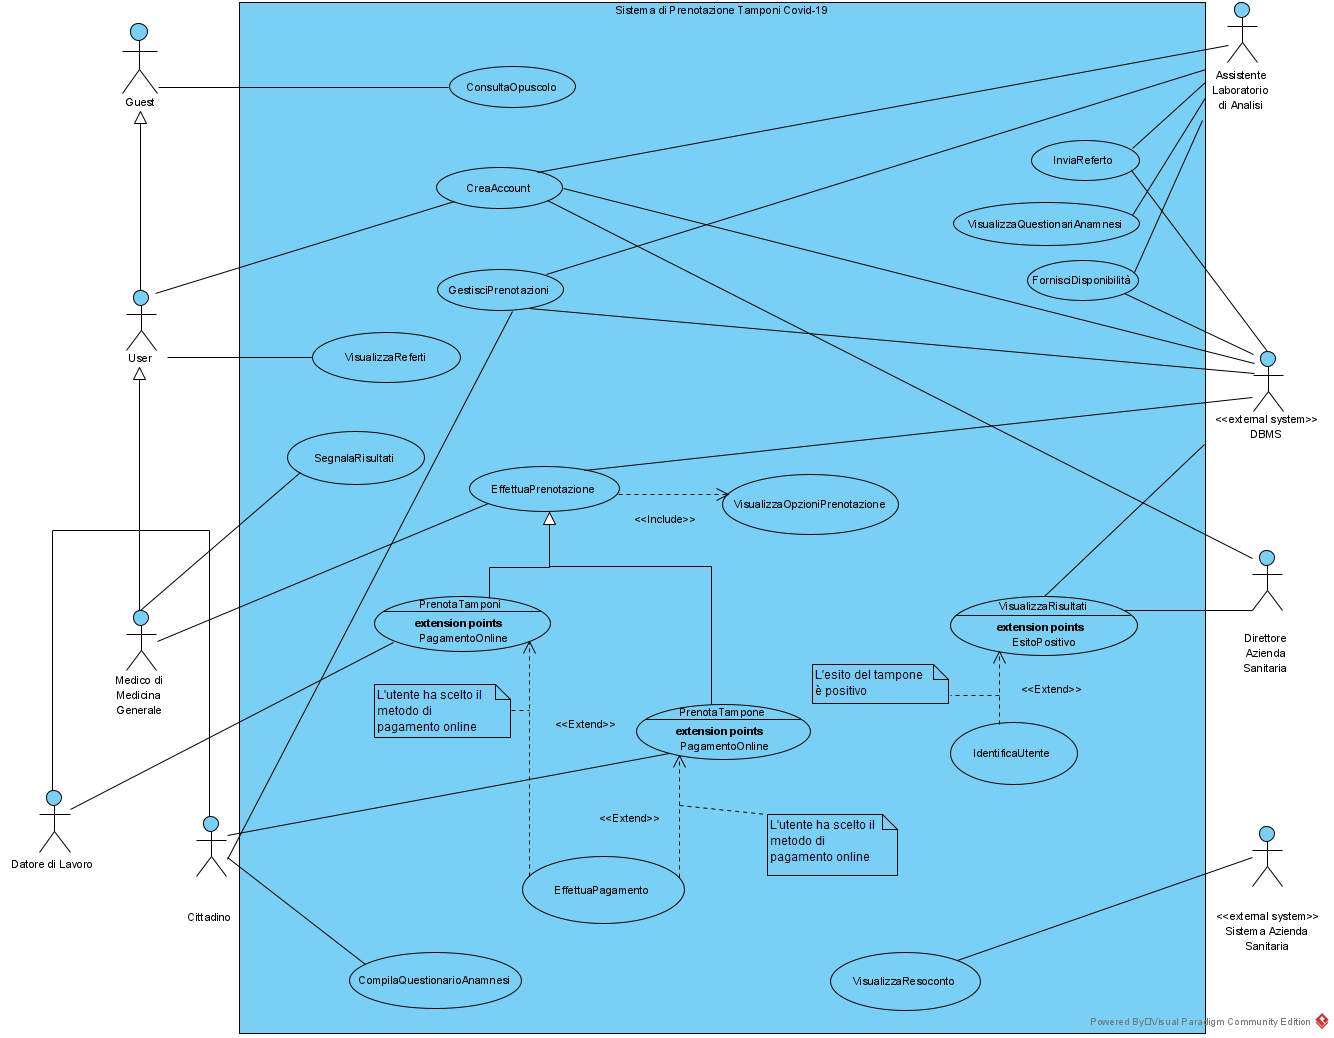 Sistema di Prenotazione Tamponi Covid-19
Guest
ConsultaOpuscolo
Assistente
Laboratorio
di Analisi
InviaReferto
CreaAccount
VisualizzaQuestionariAnamnesi
FornisciDisponibilità
GestisciPrenotazioni
User
VisualizzaReferti
<<external system>>
DBMS
SegnalaRisultati
EffettuaPrenotazione
<<Include>>
VisualizzaOpzioniPrenotazione
PrenotaTamponi
extension points
PagamentoOnline
VisualizzaRisultati
extension points
EsitoPositivo
Direttore
Azienda
Sanitaria
Medico di
Medicina
Generale
L'utente ha scelto il
metodo di
pagamento online
<<Extend>>
L'esito del tampone
è positivo
<<Extend>>
PrenotaTampone
extension points
PagamentoOnline
IdentificaUtente
<<Extend>>
L'utente ha scelto il
metodo di
pagamento online
Datore di Lavoro
Cittadino
EffettuaPagamento
<<external system>>
Sistema Azienda
Sanitaria
CompilaQuestionarioAnamnesi
VisualizzaResoconto
Powered By□Visual Paradigm Community Edition